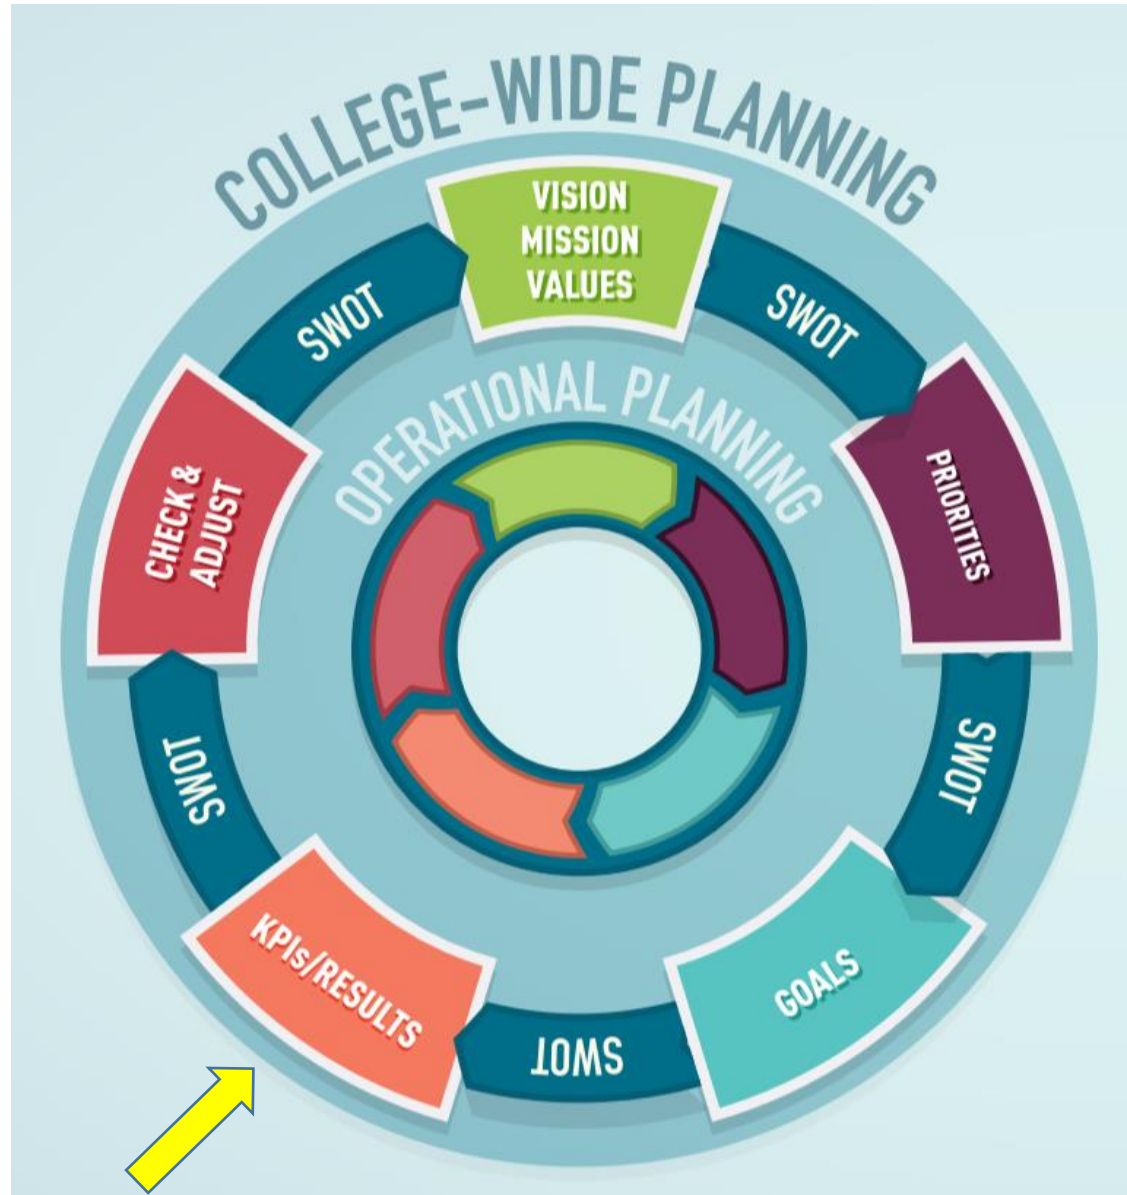 COLLEGE-WIDE PLANNING
VISION
MISSION
VALUES
SWOT
PRIORITIES
SWOT
GOALS
SWOT
KPIs/RESULTS
SWOT
CHECK &
ADJUST
SWOT
OPERATIONAL PLANNING